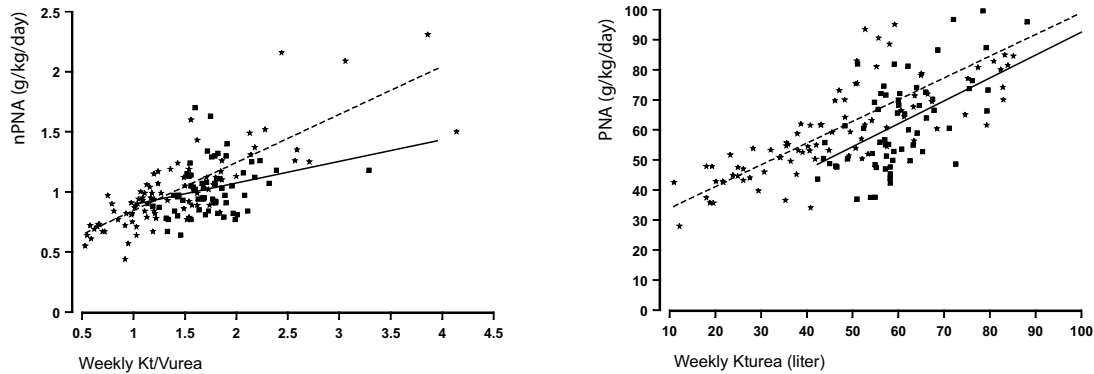 nPNA (g/kg/day)
2.5
2
1.5
1
0.5
0
0.5 1 1.5 2 2.5 3 3.5 4 4.5
Weekly Kt/Vurea
PNA (g/kg/day)
100
90
80
70
60
50
40
30
20
10
0
10 20 30 40 50 60 70 80 90 100
Weekly Kturea (liter)